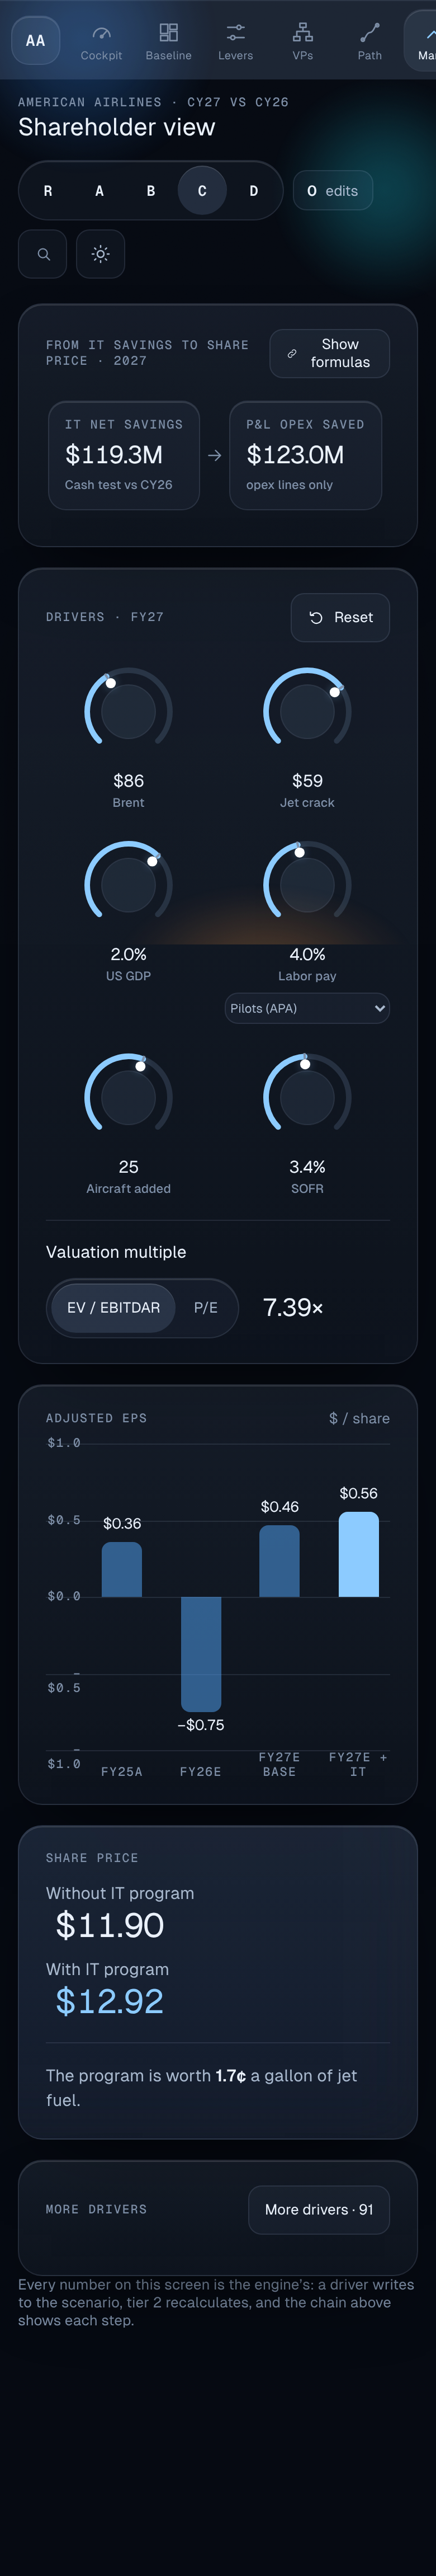 AA
Cockpit
Baseline
Levers
VPs
Path
Mar
AMERICAN AIRLINES · CY27 VS CY26
Shareholder view
R A B C D
0 edits
FROM IT SAVINGS TO SHARE
PRICE · 2027
Show
formulas
IT NET SAVINGS
$119.3M
Cash test vs CY26
→
P&L OPEX SAVED
$123.0M
opex lines only
DRIVERS · FY27
Reset
$86
Brent
$59
Jet crack
2.0%
US GDP
4.0%
Labor pay
Pilots (APA)
25
Aircraft added
3.4%
SOFR
Valuation multiple
EV / EBITDAR
P/E
7.39×
ADJUSTED EPS
$ / share
$1.0
$0.5
$0.0
−
$0.5
−
$1.0
$0.36
−$0.75
$0.46
$0.56
FY25A
FY26E
FY27E
BASE
FY27E +
IT
SHARE PRICE
Without IT program
$11.90
With IT program
$12.92
The program is worth 1.7¢ a gallon of jet
fuel.
MORE DRIVERS
More drivers · 91
Every number on this screen is the engine's: a driver writes
to the scenario, tier 2 recalculates, and the chain above
shows each step.